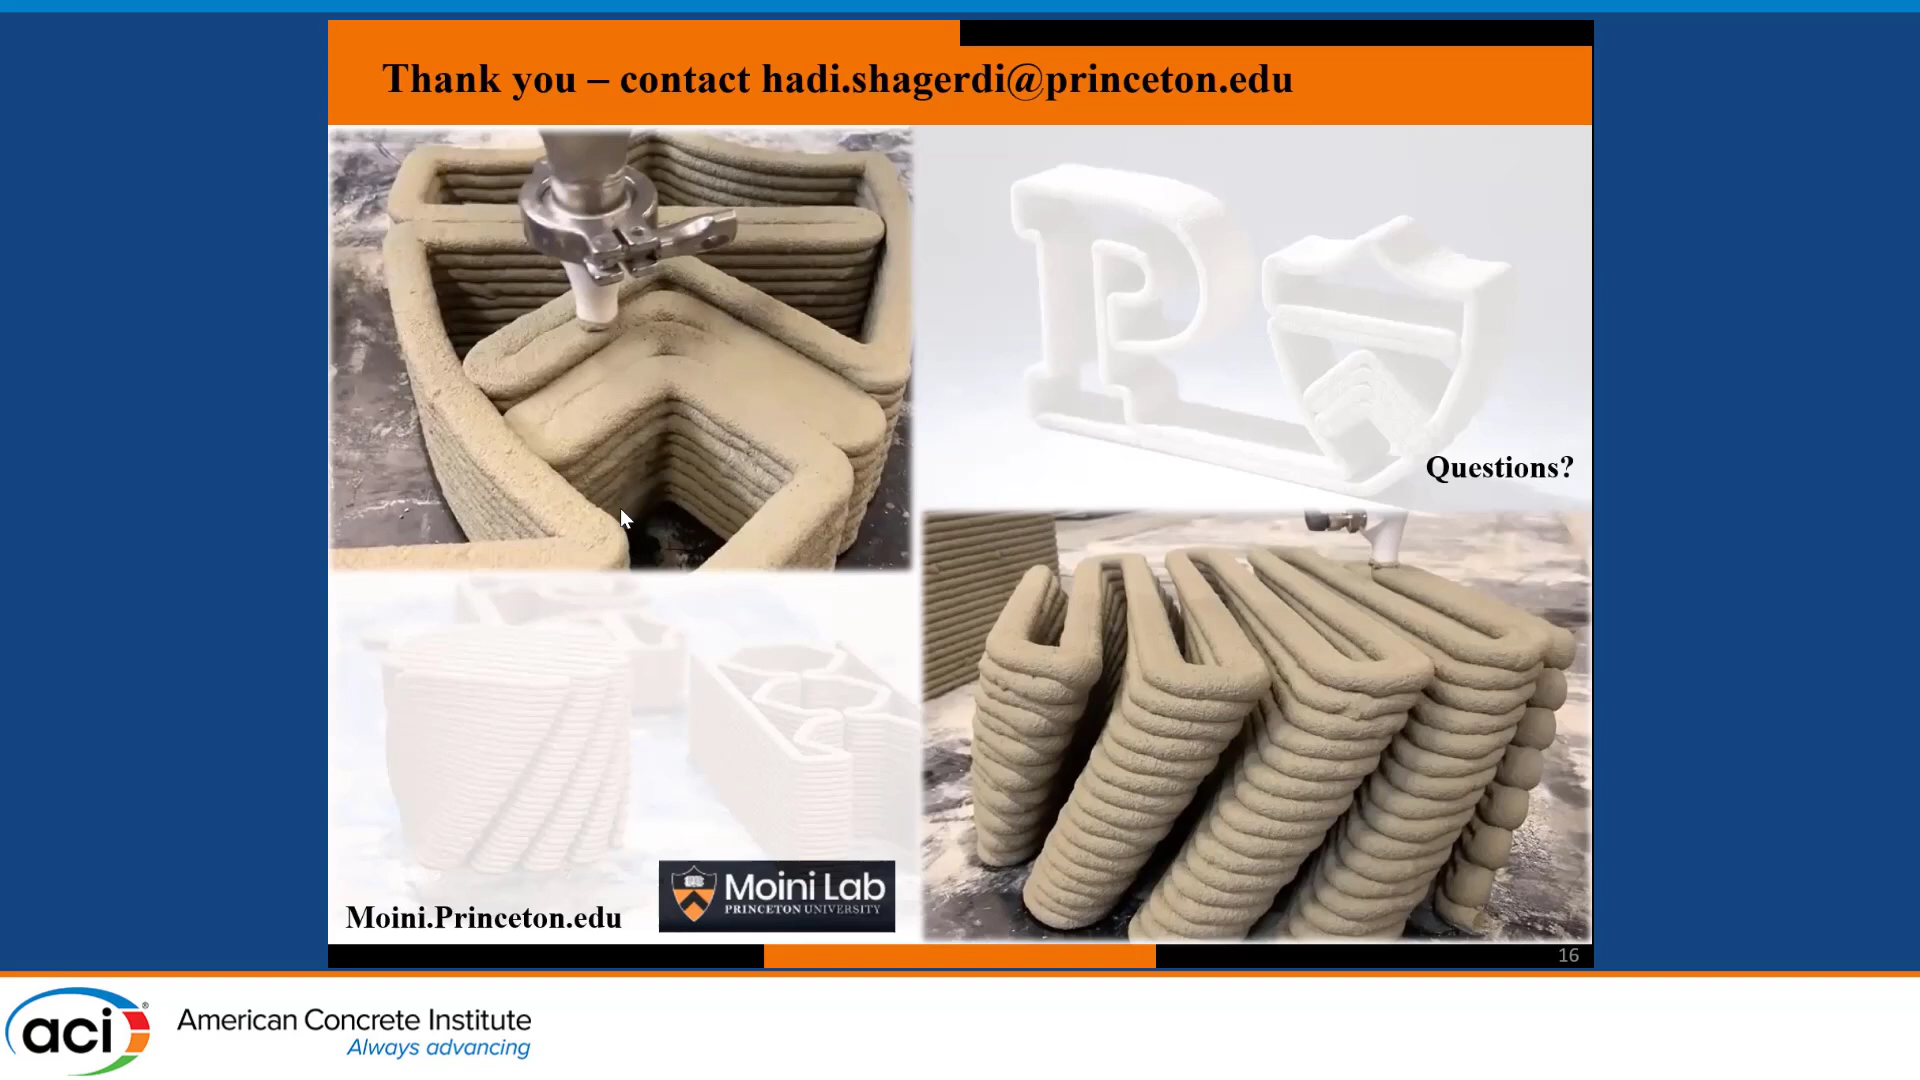 Thank you – contact hadi.shagerdi@princeton.edu
Questions?
Moini.Princeton.edu
Moini Lab
PRINCETON UNIVERSITY
16
aci®
American Concrete Institute
Always advancing